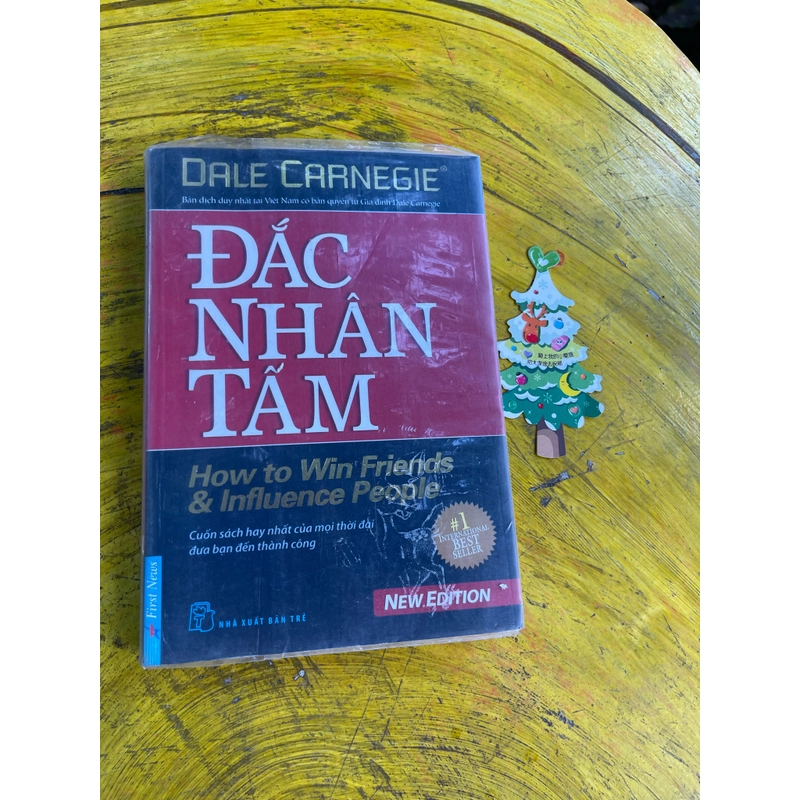 DALE CARNEGIE®
Bản dịch duy nhất tại Việt Nam có bản quyền từ Gia đình Dale Carnegie
ĐẮC
NHÂN
TÂM
How to Win Friends
& Influence People
Cuốn sách hay nhất của mọi thời đại
đưa bạn đến thành công
#1
INTERNATIONAL
BEST
SELLER
NEW EDITION
First News
NHÀ XUẤT BẢN TRẺ